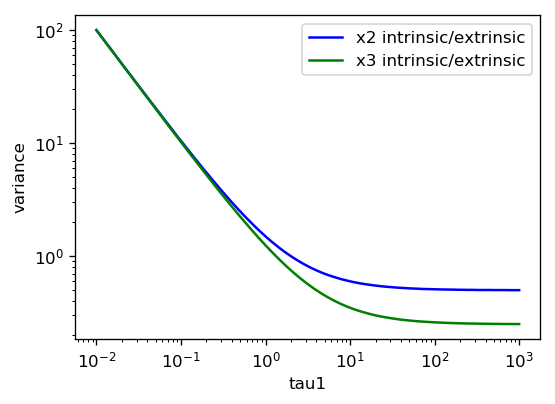 x2 intrinsic/extrinsic
x3 intrinsic/extrinsic
variance
10²
10¹
10⁰
10⁻² 10⁻¹ 10⁰ 10¹ 10² 10³
tau1